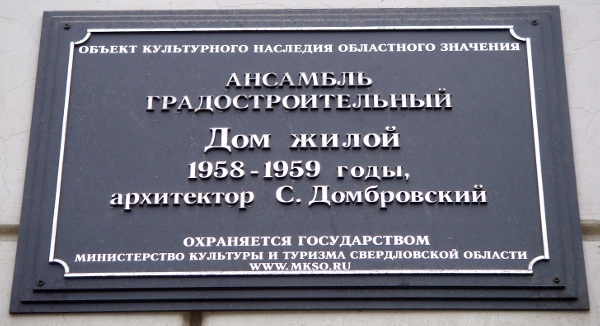 ОБЪЕКТ КУЛЬТУРНОГО НАСЛЕДИЯ ОБЛАСТНОГО ЗНАЧЕНИЯ
АНСАМБЛЬ
ГРАДОСТРОИТЕЛЬНЫЙ
Дом жилой
1958-1959 годы,
архитектор С. Домбровский
ОХРАНЯЕТСЯ ГОСУДАРСТВОМ
МИНИСТЕРСТВО КУЛЬТУРЫ И ТУРИЗМА СВЕРДЛОВСКОЙ ОБЛАСТИ
WWW.MKSO.RU